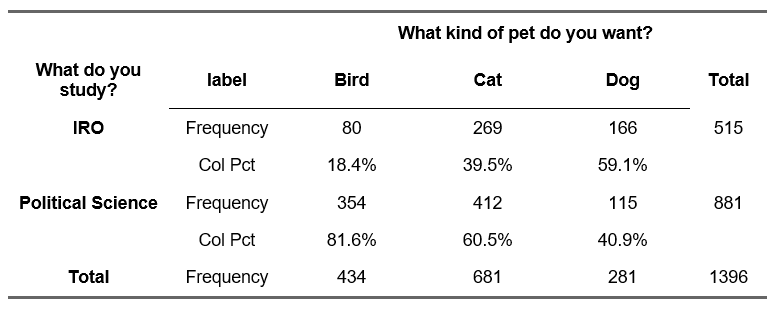 What kind of pet do you want?
What do you
study?
label Bird Cat Dog Total
IRO Frequency 80 269 166 515
Col Pct 18.4% 39.5% 59.1%
Political Science Frequency 354 412 115 881
Col Pct 81.6% 60.5% 40.9%
Total Frequency 434 681 281 1396